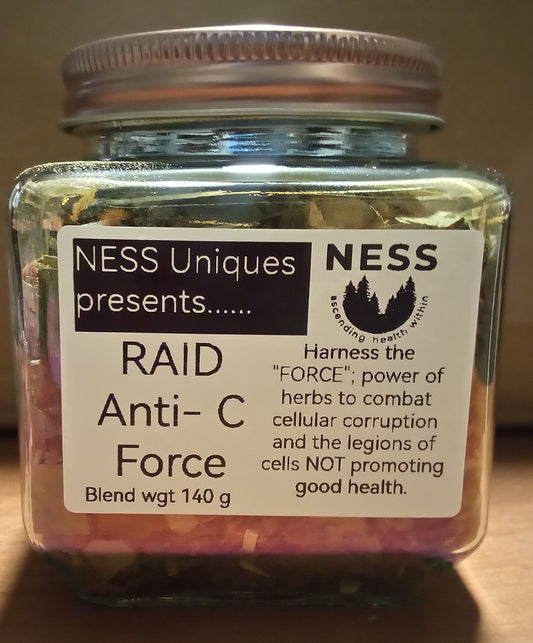 NESS Uniques
presents......
RAID
Anti- C
Force
Blend wgt 140 g
NESS
ascending health within
Harness the
"FORCE"; power of
herbs to combat
cellular corruption
and the legions of
cells NOT promoting
good health.